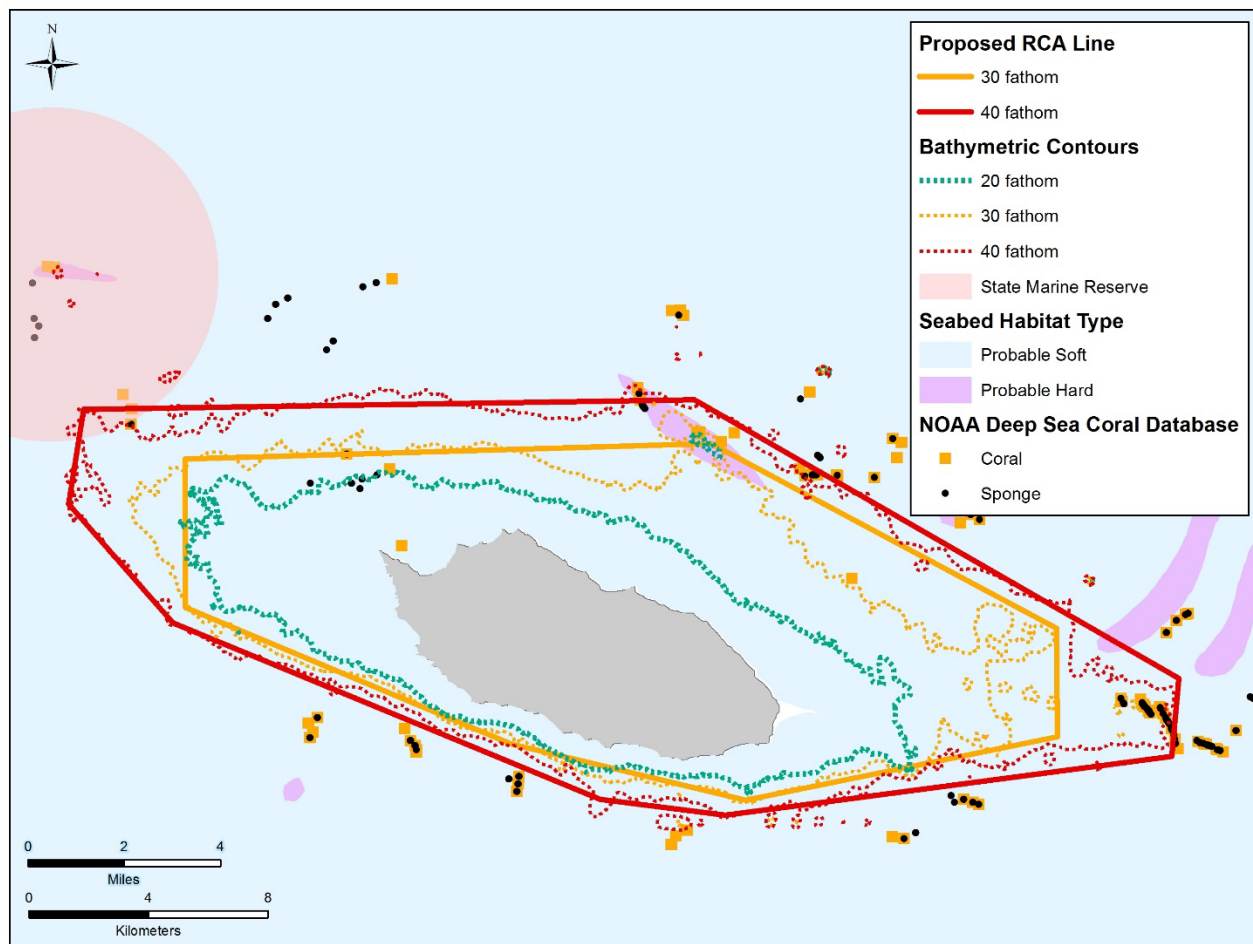 N
Proposed RCA Line
30 fathom
40 fathom
Bathymetric Contours
20 fathom
30 fathom
40 fathom
State Marine Reserve
Seabed Habitat Type
Probable Soft
Probable Hard
NOAA Deep Sea Coral Database
Coral
Sponge
0 2 4
Miles
0 4 8
Kilometers